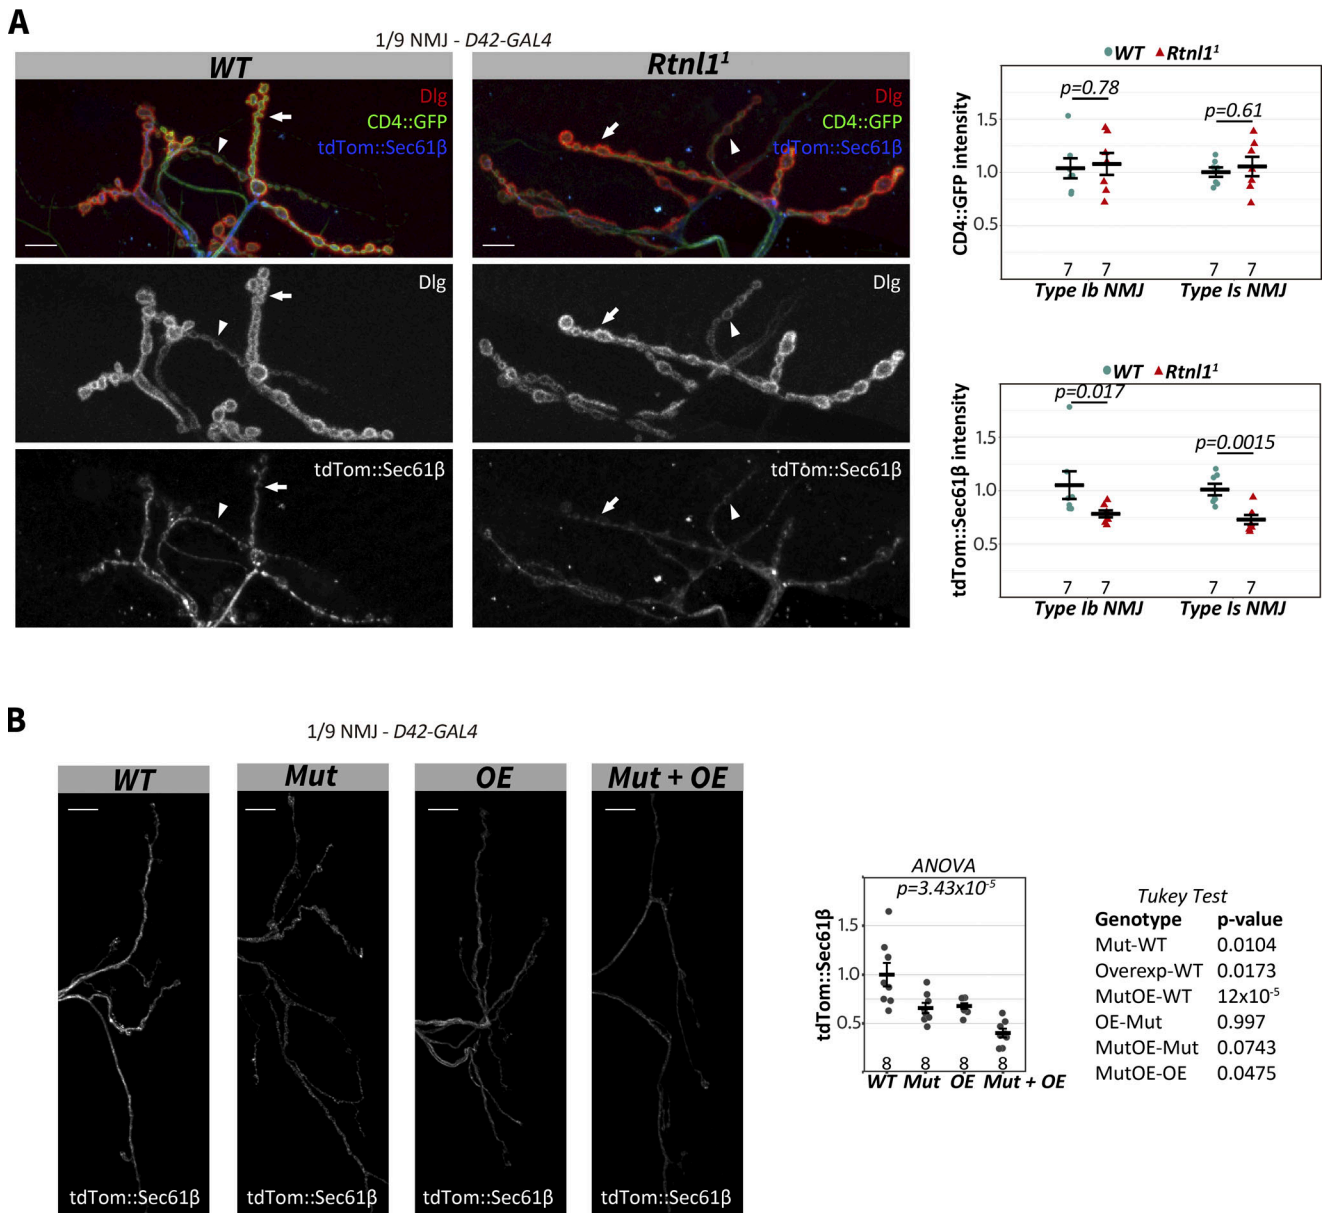 A
1/9 NMJ - D42-GAL4
WT
Dlg
CD4::GFP
tdTom::Sec61β
Dlg
tdTom::Sec61β
Rtnl1¹
Dlg
CD4::GFP
tdTom::Sec61β
Dlg
tdTom::Sec61β
WT Rtnl1¹
p=0.78
p=0.61
CD4::GFP intensity
1.5
1.0
0.5
7 7 7 7
Type Ib NMJ Type Is NMJ
WT Rtnl1¹
p=0.017
p=0.0015
tdTom::Sec61β intensity
1.5
1.0
0.5
7 7 7 7
Type Ib NMJ Type Is NMJ
B
1/9 NMJ - D42-GAL4
WT
tdTom::Sec61β
Mut
tdTom::Sec61β
OE
tdTom::Sec61β
Mut + OE
tdTom::Sec61β
ANOVA
p=3.43x10⁻⁵
tdTom::Sec61β
1.5
1.0
0.5
8 8 8 8
WT Mut OE Mut + OE
Tukey Test
Genotype p-value
Mut-WT 0.0104
Overexp-WT 0.0173
MutOE-WT 12x10⁻⁵
OE-Mut 0.997
MutOE-Mut 0.0743
MutOE-OE 0.0475